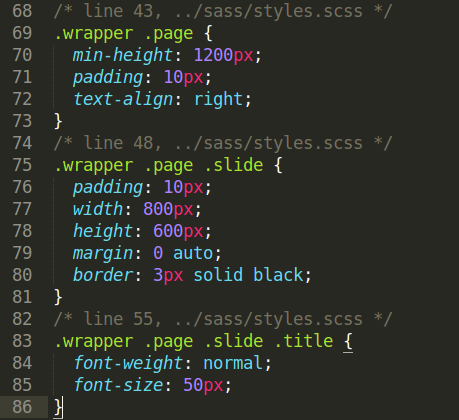 68 /* line 43, ../sass/styles.scss */
69 .wrapper .page {
70   min-height: 1200px;
71   padding: 10px;
72   text-align: right;
73 }
74 /* line 48, ../sass/styles.scss */
75 .wrapper .page .slide {
76   padding: 10px;
77   width: 800px;
78   height: 600px;
79   margin: 0 auto;
80   border: 3px solid black;
81 }
82 /* line 55, ../sass/styles.scss */
83 .wrapper .page .slide .title {
84   font-weight: normal;
85   font-size: 50px;
86 }